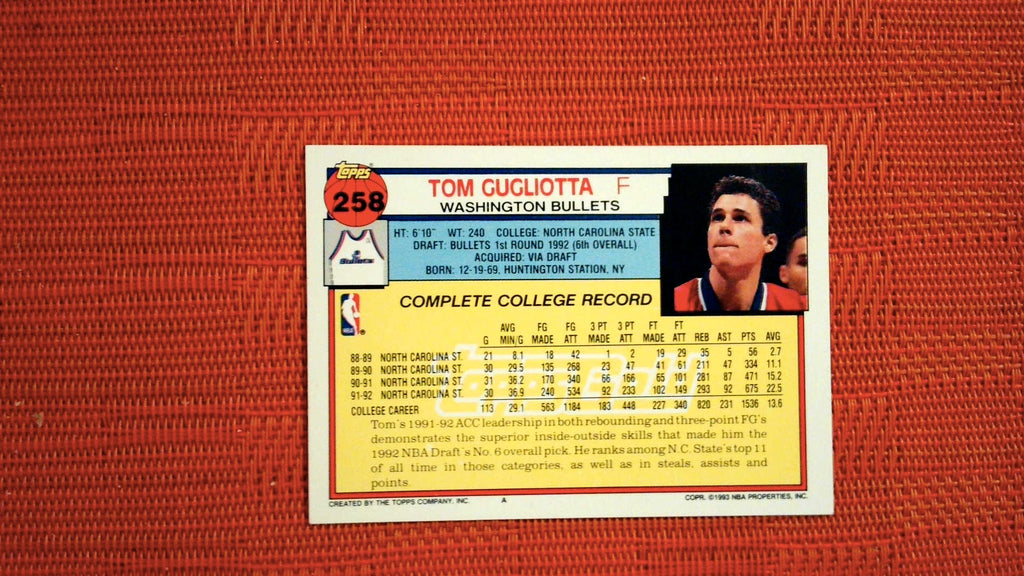 Topps
258
TOM GUGLIOTTA F
WASHINGTON BULLETS
HT: 6'10" WT: 240 COLLEGE: NORTH CAROLINA STATE
DRAFT: BULLETS 1st ROUND 1992 (6th OVERALL)
ACQUIRED: VIA DRAFT
BORN: 12-19-69, HUNTINGTON STATION, NY
Bullets
NBA
COMPLETE COLLEGE RECORD
AVG FG FG 3 PT 3 PT FT FT
G MIN/G MADE ATT MADE ATT MADE ATT REB AST PTS AVG
88-89 NORTH CAROLINA ST. 21 8.1 18 42 1 2 19 29 35 5 56 2.7
89-90 NORTH CAROLINA ST. 30 29.5 135 268 23 47 41 61 211 47 334 11.1
90-91 NORTH CAROLINA ST. 31 36.2 170 340 66 166 65 101 281 87 471 15.2
91-92 NORTH CAROLINA ST. 30 36.9 240 534 92 233 102 149 293 92 675 22.5
COLLEGE CAREER 113 29.1 563 1184 183 448 227 340 820 231 1536 13.6
Tom's 1991-92 ACC leadership in both rebounding and three-point FG's
demonstrates the superior inside-outside skills that made him the
1992 NBA Draft's No. 6 overall pick. He ranks among N.C. State's top 11
of all time in those categories, as well as in steals, assists and
points.
CREATED BY THE TOPPS COMPANY, INC. A COPR. ©1993 NBA PROPERTIES, INC.